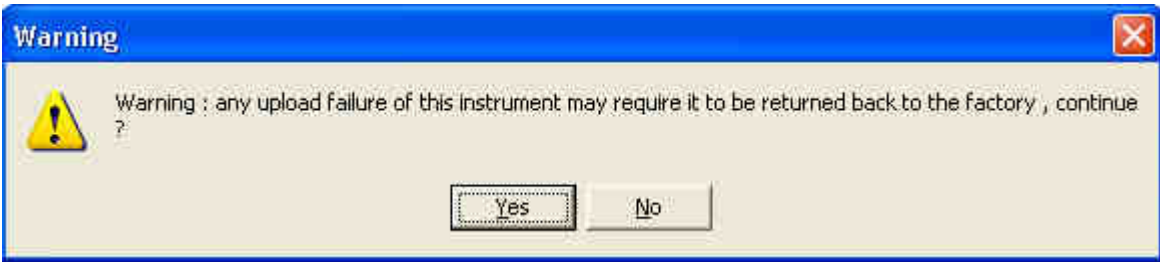 Warning
Warning : any upload failure of this instrument may require it to be returned back to the factory , continue
?
Yes
No